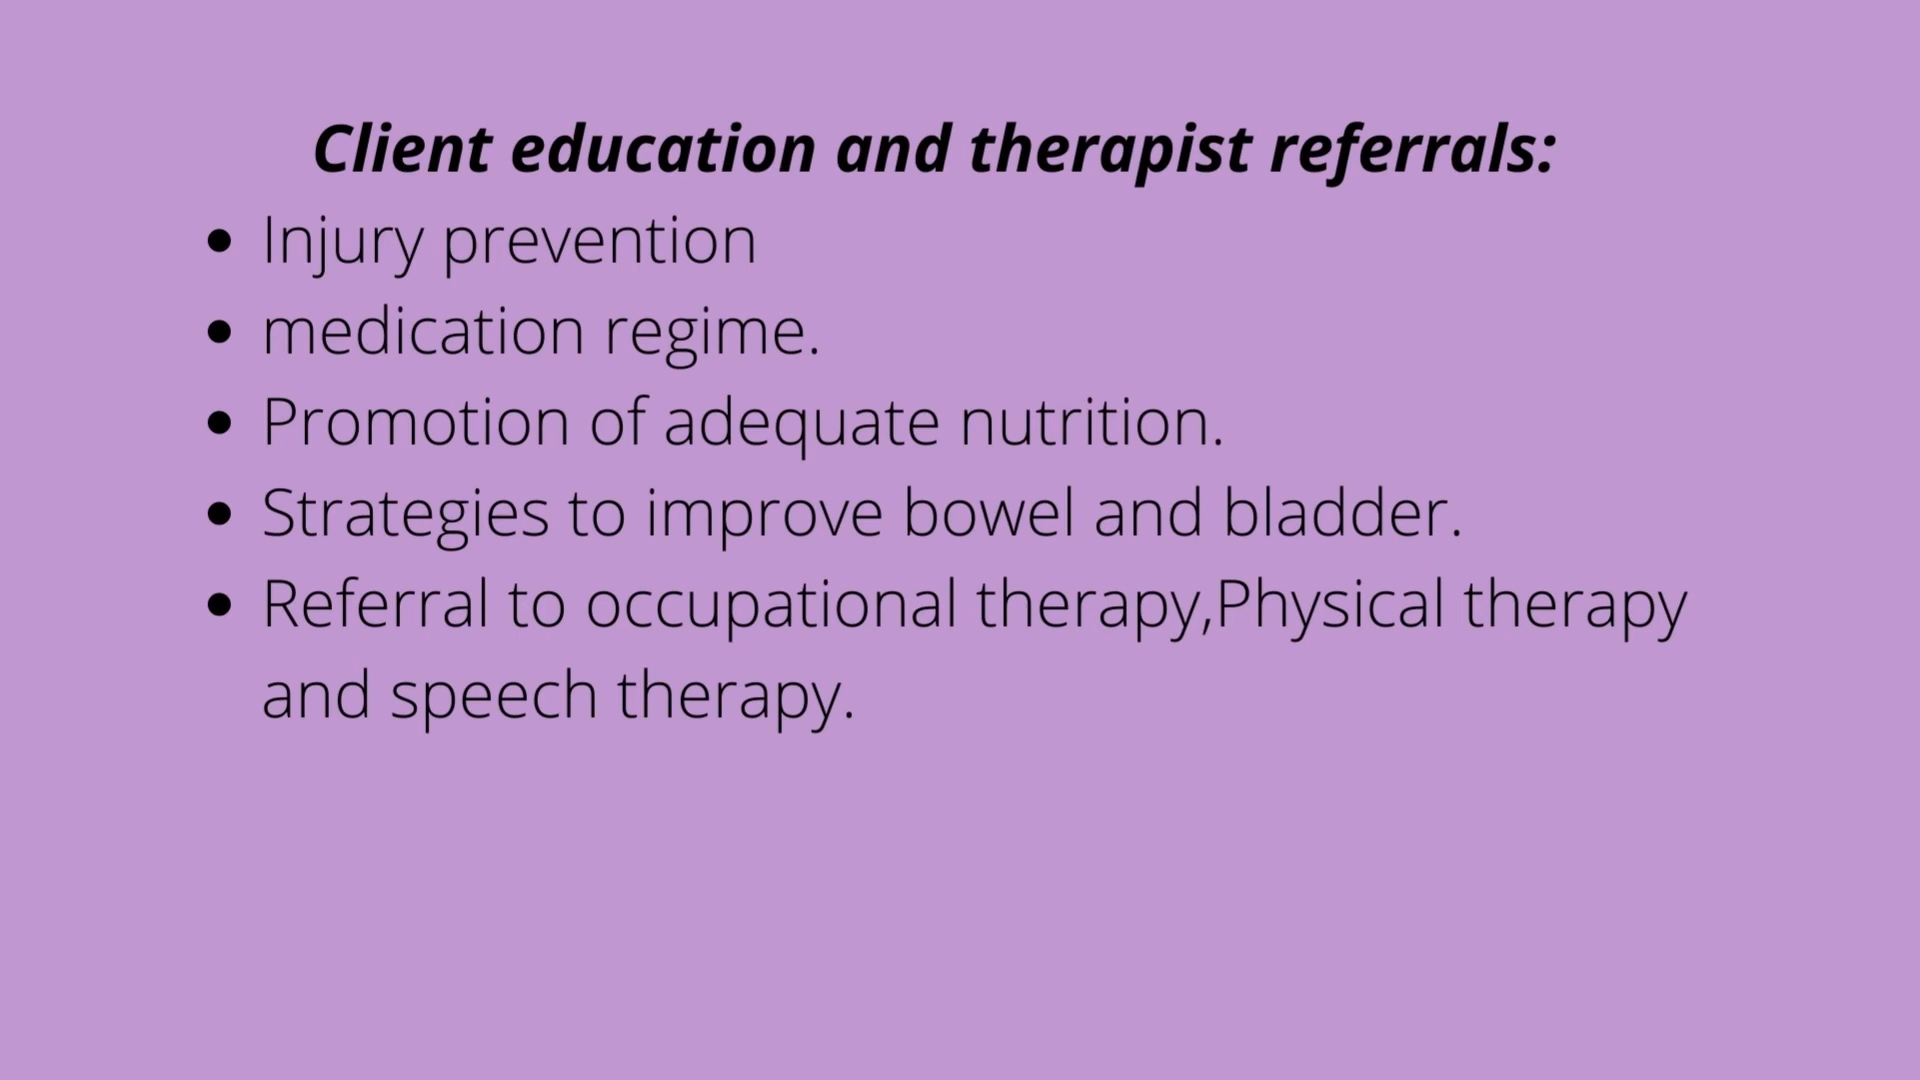 Client education and therapist referrals:
• Injury prevention
• medication regime.
• Promotion of adequate nutrition.
• Strategies to improve bowel and bladder.
• Referral to occupational therapy,Physical therapy
and speech therapy.